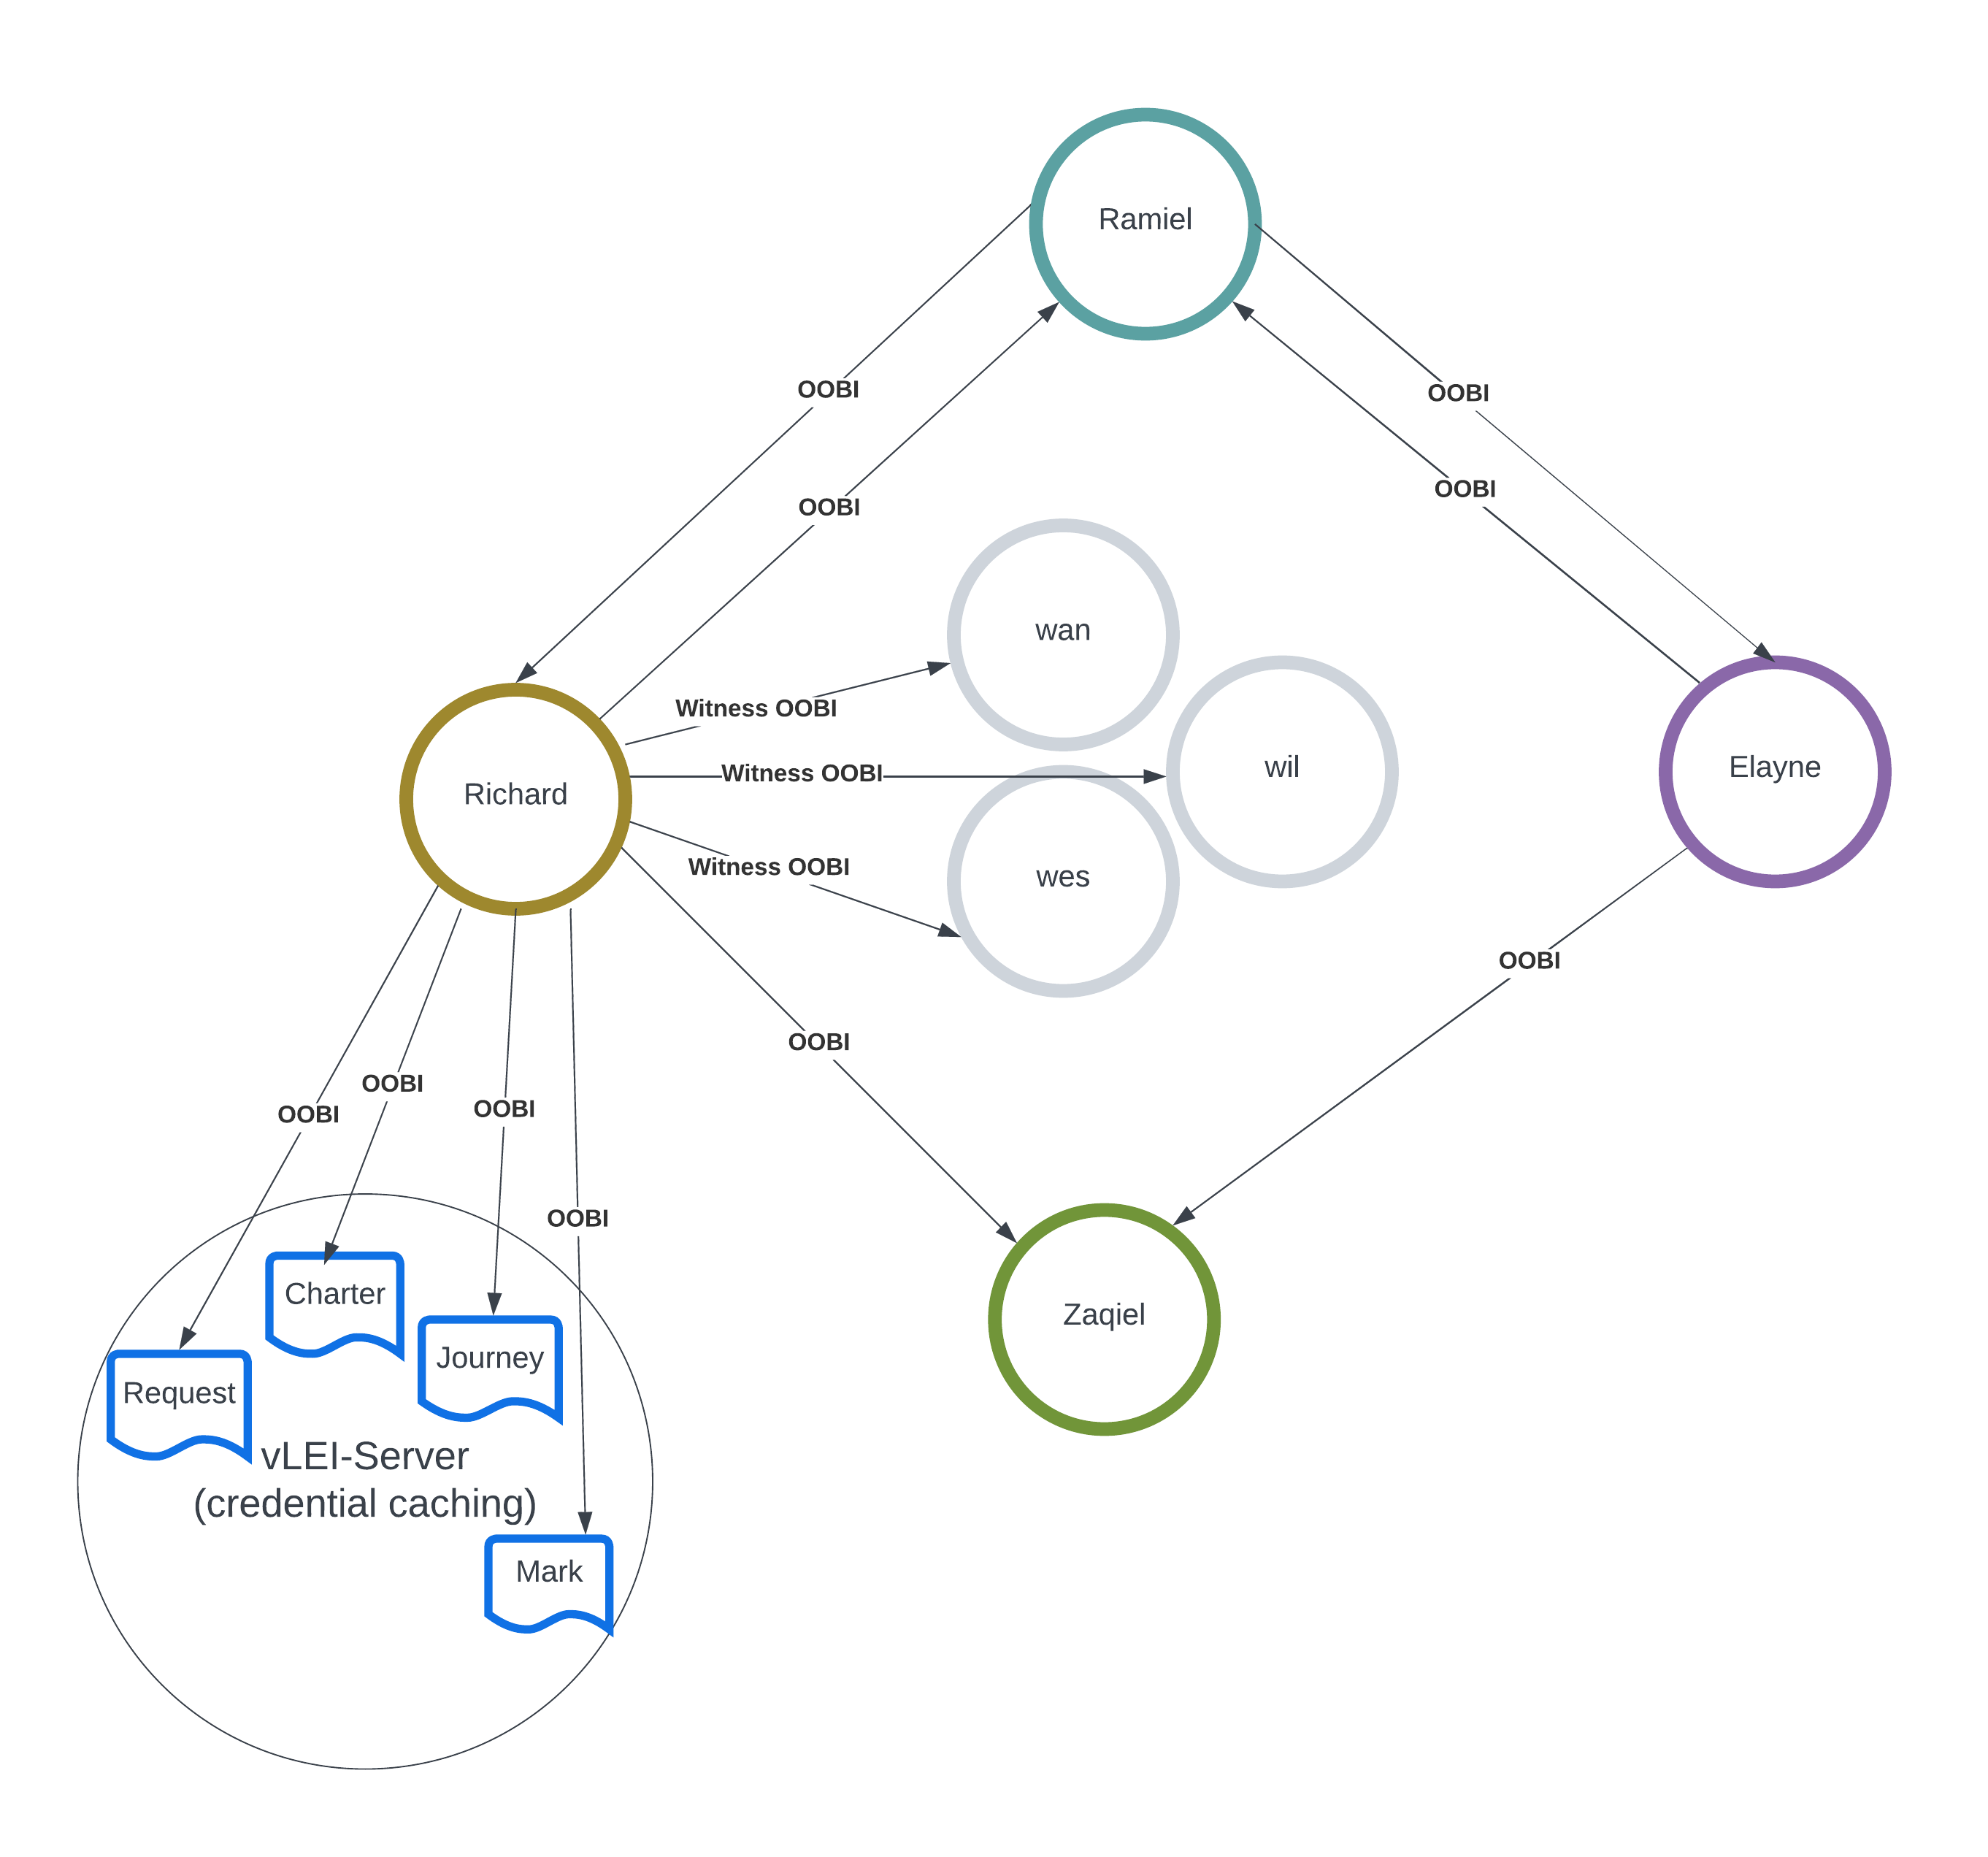 Ramiel
OOBI
OOBI
OOBI
OOBI
wan
Witness OOBI
wil
Elayne
Witness OOBI
Richard
Witness OOBI
wes
OOBI
OOBI
OOBI
OOBI
OOBI
OOBI
Charter
Zaqiel
Journey
Request
vLEI-Server
(credential caching)
Mark